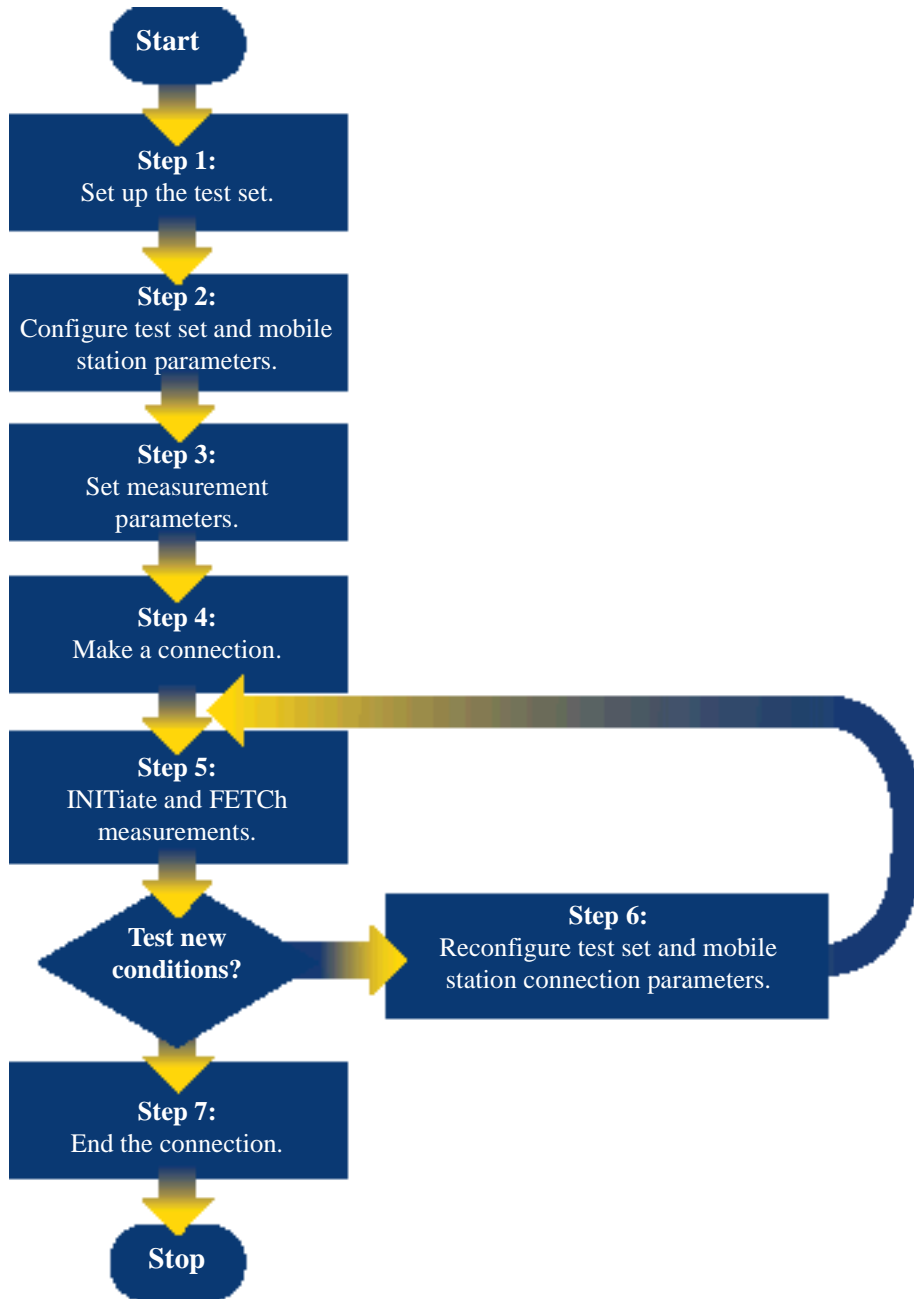 Start
Step 1:
Set up the test set.
Step 2:
Configure test set and mobile
station parameters.
Step 3:
Set measurement
parameters.
Step 4:
Make a connection.
Step 5:
INITiate and FETCh
measurements.
Test new
conditions?
Step 6:
Reconfigure test set and mobile
station connection parameters.
Step 7:
End the connection.
Stop